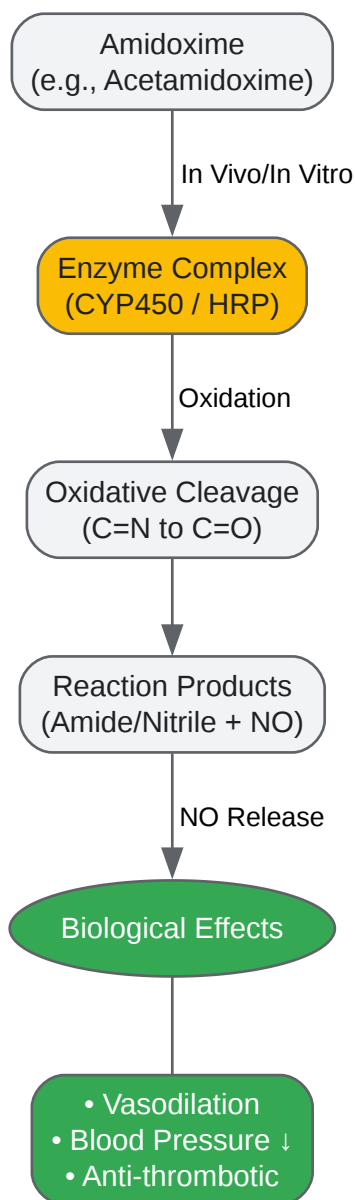 Amidoxime
(e.g., Acetamidoxime)
In Vivo/In Vitro
Enzyme Complex
(CYP450 / HRP)
Oxidation
Oxidative Cleavage
(C=N to C=O)
Reaction Products
(Amide/Nitrile + NO)
NO Release
Biological Effects
• Vasodilation
• Blood Pressure ↓
• Anti-thrombotic